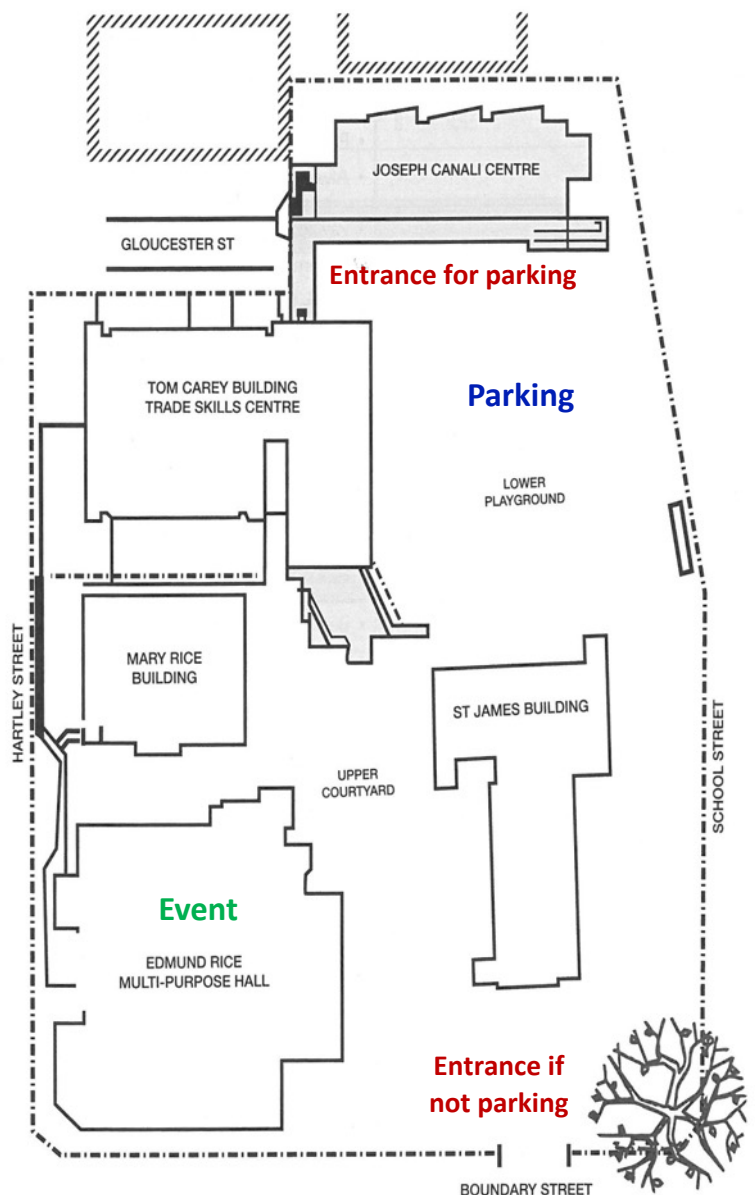 JOSEPH CANALI CENTRE
GLOUCESTER ST
Entrance for parking
TOM CAREY BUILDING
TRADE SKILLS CENTRE
Parking
LOWER
PLAYGROUND
HARTLEY STREET
MARY RICE
BUILDING
ST JAMES BUILDING
SCHOOL STREET
UPPER
COURTYARD
Event
EDMUND RICE
MULTI-PURPOSE HALL
Entrance if
not parking
BOUNDARY STREET